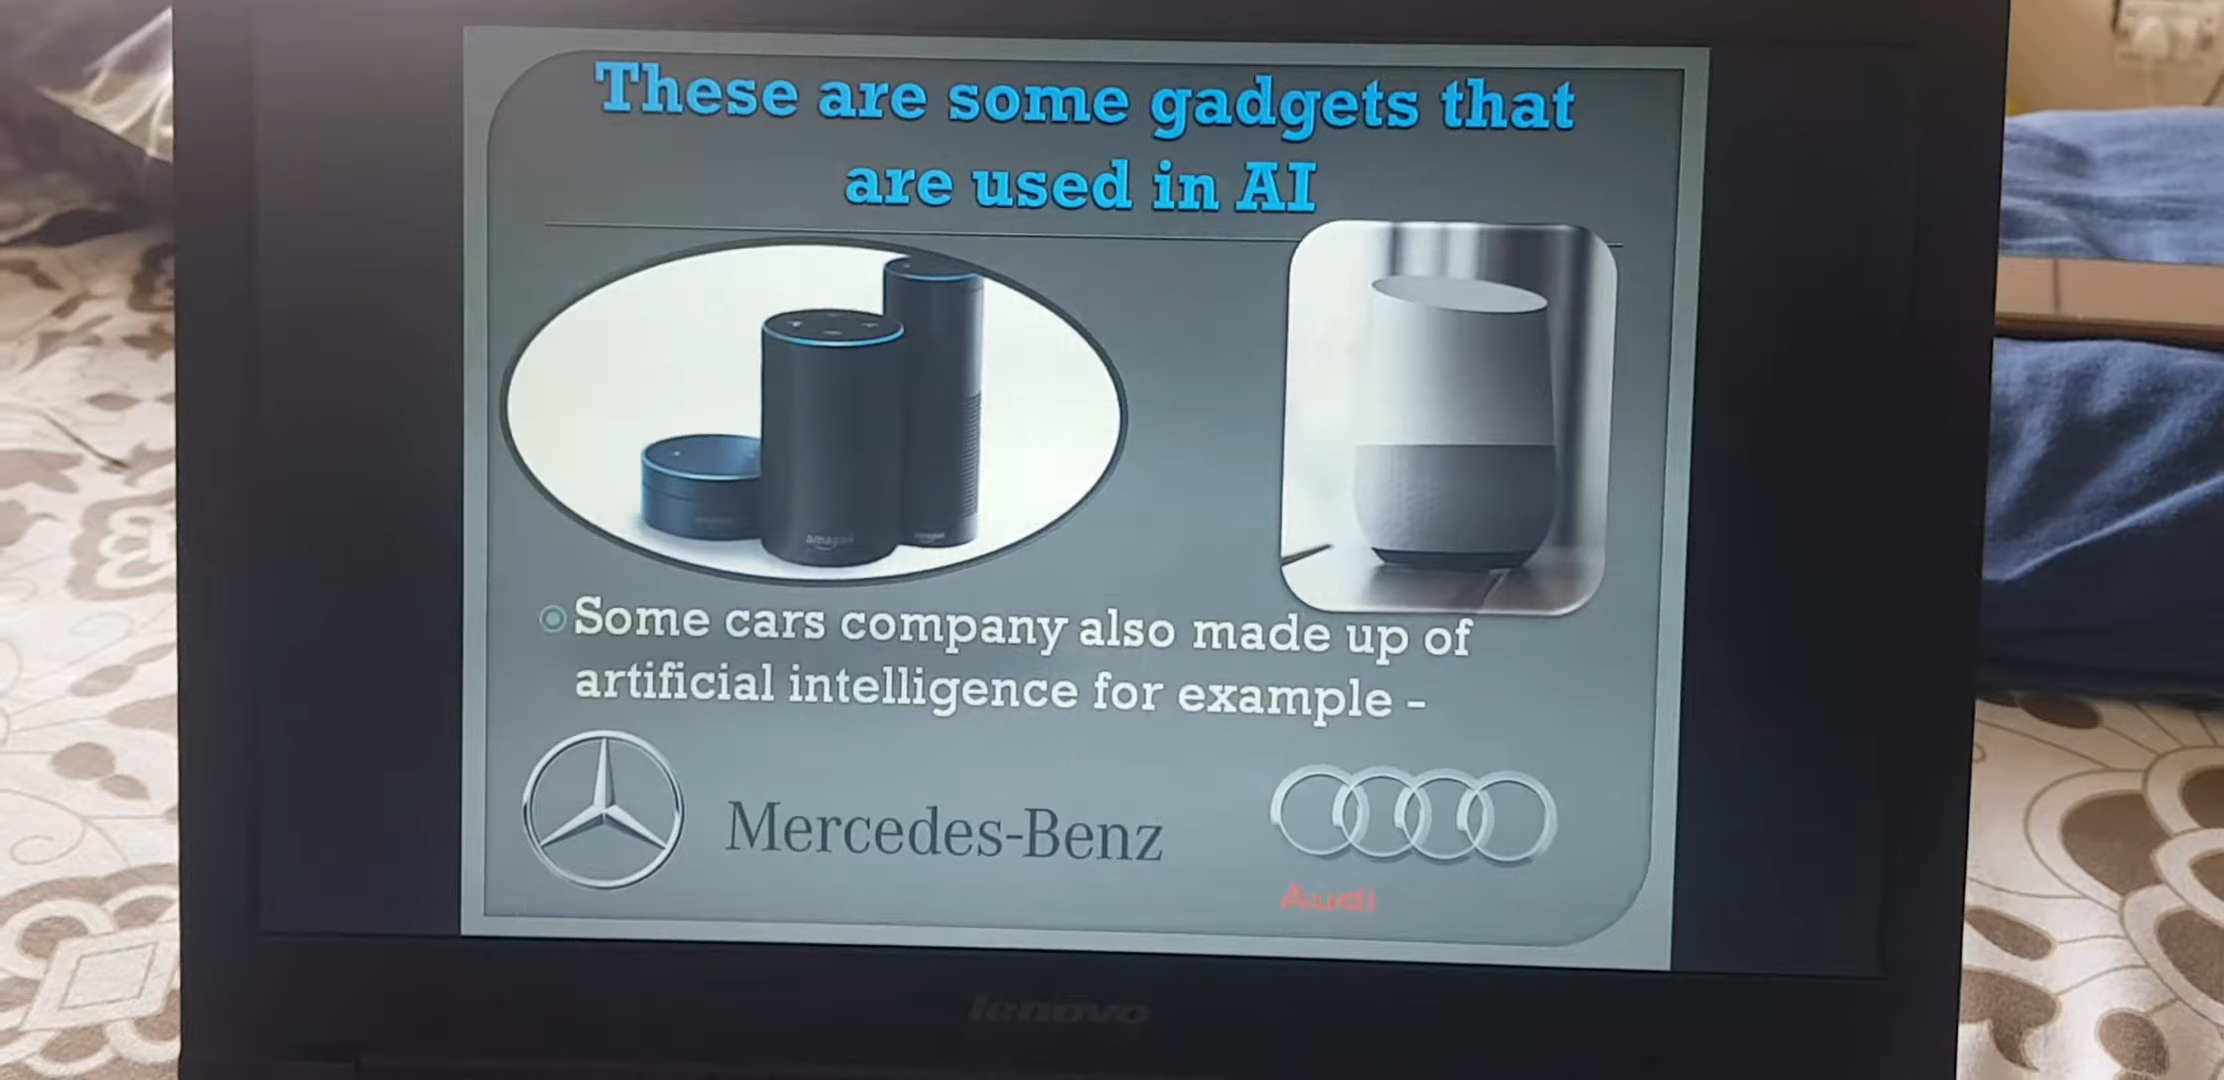 These are some gadgets that
are used in AI
amazon
Some cars company also made up of
artificial intelligence for example -
Mercedes-Benz
Audi
lenovo